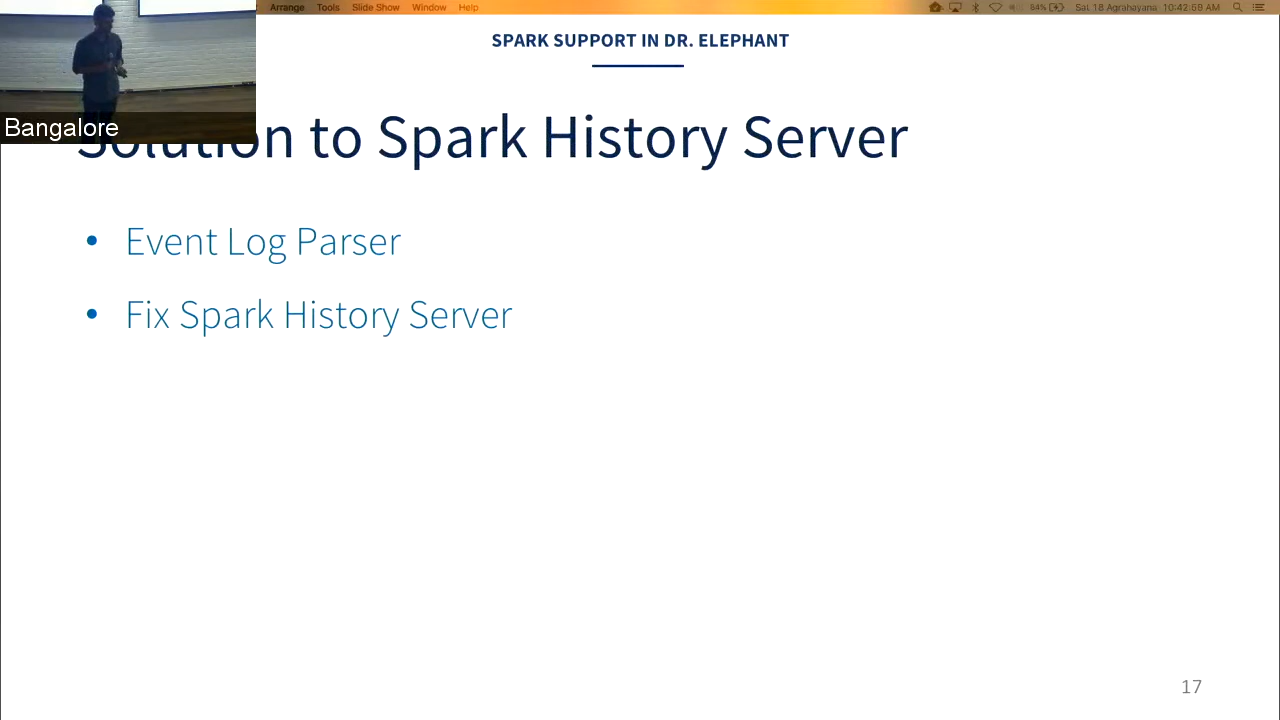 Arrange Tools Slide Show Window Help 84% Sat 18 Agrahayana 10:42:59 AM
SPARK SUPPORT IN DR. ELEPHANT
Bangalore
Solution to Spark History Server
• Event Log Parser
• Fix Spark History Server
17